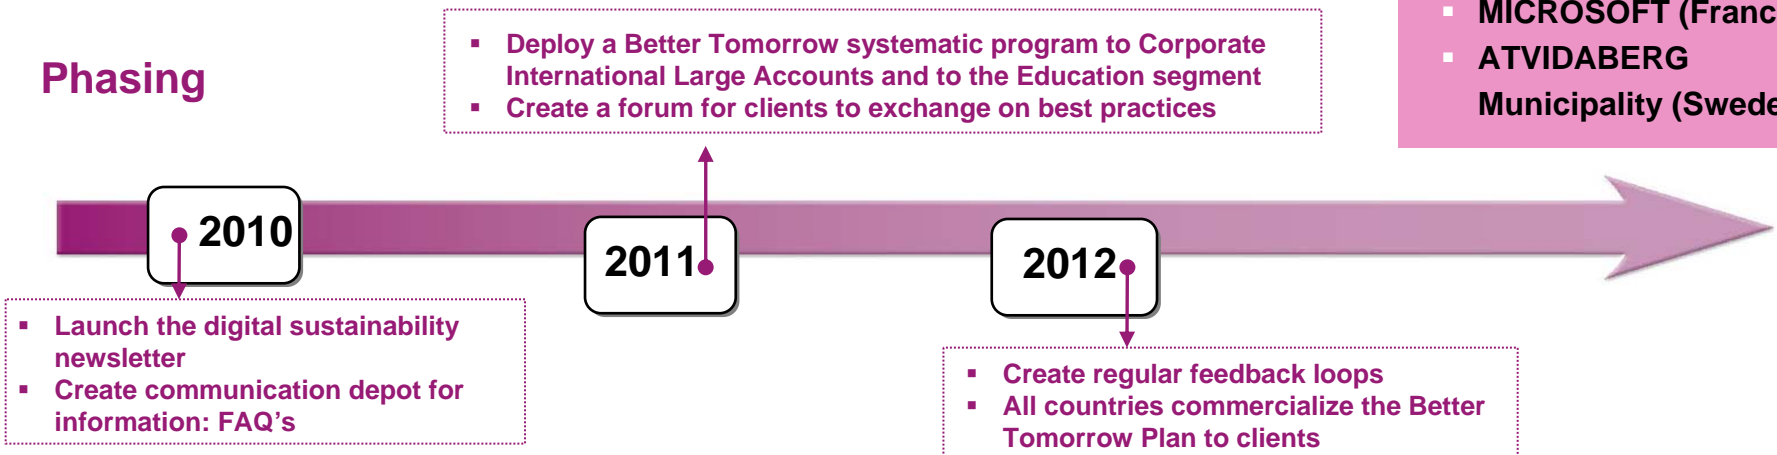 ▪ MICROSOFT (Franc
▪ ATVIDABERG
Municipality (Swede
Phasing
▪ Deploy a Better Tomorrow systematic program to Corporate
International Large Accounts and to the Education segment
▪ Create a forum for clients to exchange on best practices
2010
2011
2012
▪ Launch the digital sustainability
newsletter
▪ Create communication depot for
information: FAQ’s
▪ Create regular feedback loops
▪ All countries commercialize the Better
Tomorrow Plan to clients